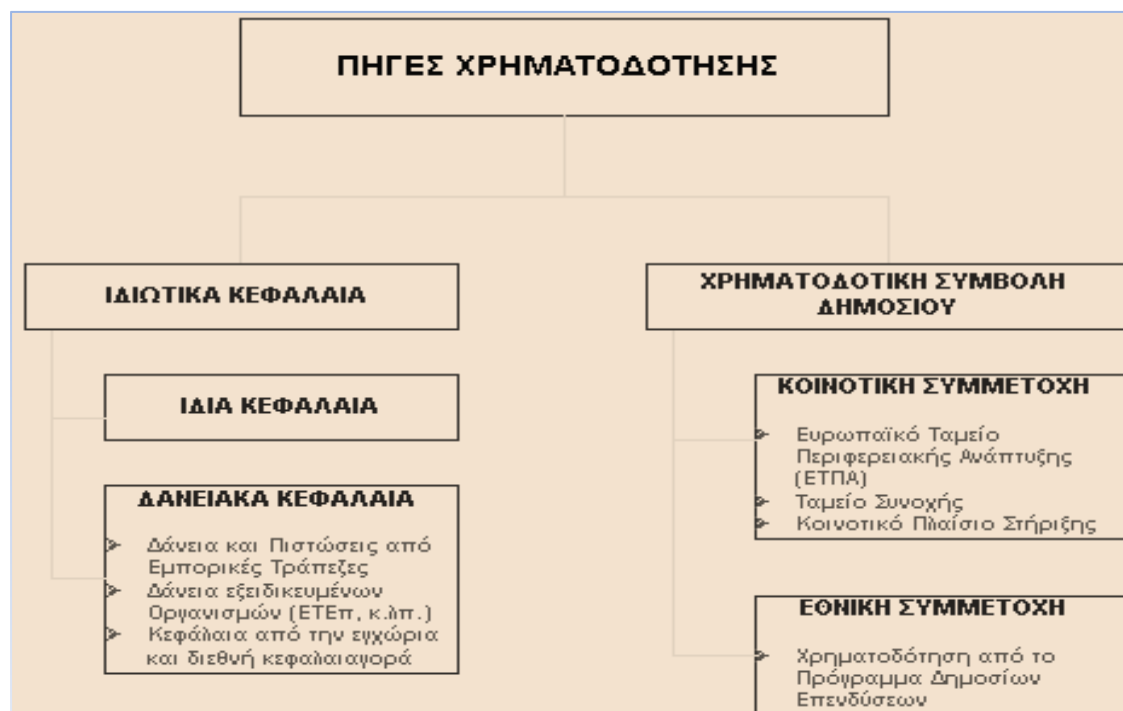 ΠΗΓΕΣ ΧΡΗΜΑΤΟΔΟΤΗΣΗΣ
ΙΔΙΩΤΙΚΑ ΚΕΦΑΛΑΙΑ
ΙΔΙΑ ΚΕΦΑΛΑΙΑ
ΔΑΝΕΙΑΚΑ ΚΕΦΑΛΑΙΑ
Δάνεια και Πιστώσεις από
Εμπορικές Τράπεζες
Δάνεια εξειδικευμένων
Οργανισμών (ΕΤΕπ, κ.λπ.)
Κεφάλαια από την εγχώρια
και διεθνή κεφαλαιαγορά
ΧΡΗΜΑΤΟΔΟΤΙΚΗ ΣΥΜΒΟΛΗ
ΔΗΜΟΣΙΟΥ
ΚΟΙΝΟΤΙΚΗ ΣΥΜΜΕΤΟΧΗ
Ευρωπαϊκό Ταμείο
Περιφερειακής Ανάπτυξης
(ΕΤΠΑ)
Ταμείο Συνοχής
Κοινοτικό Πλαίσιο Στήριξης
ΕΘΝΙΚΗ ΣΥΜΜΕΤΟΧΗ
Χρηματοδότηση από το
Πρόγραμμα Δημοσίων
Επενδύσεων